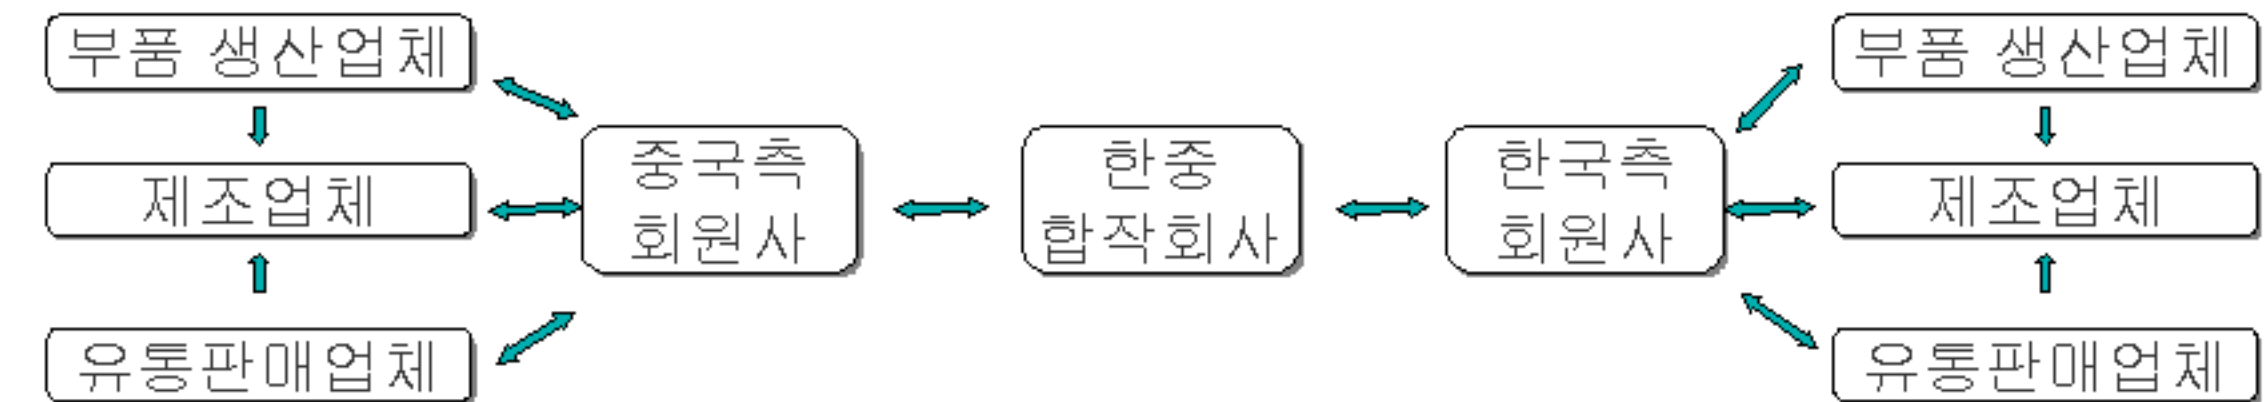 부품 생산업체
제조업체
유통판매업체
중국측
회원사
한중
합작회사
한국측
회원사
부품 생산업체
제조업체
유통판매업체